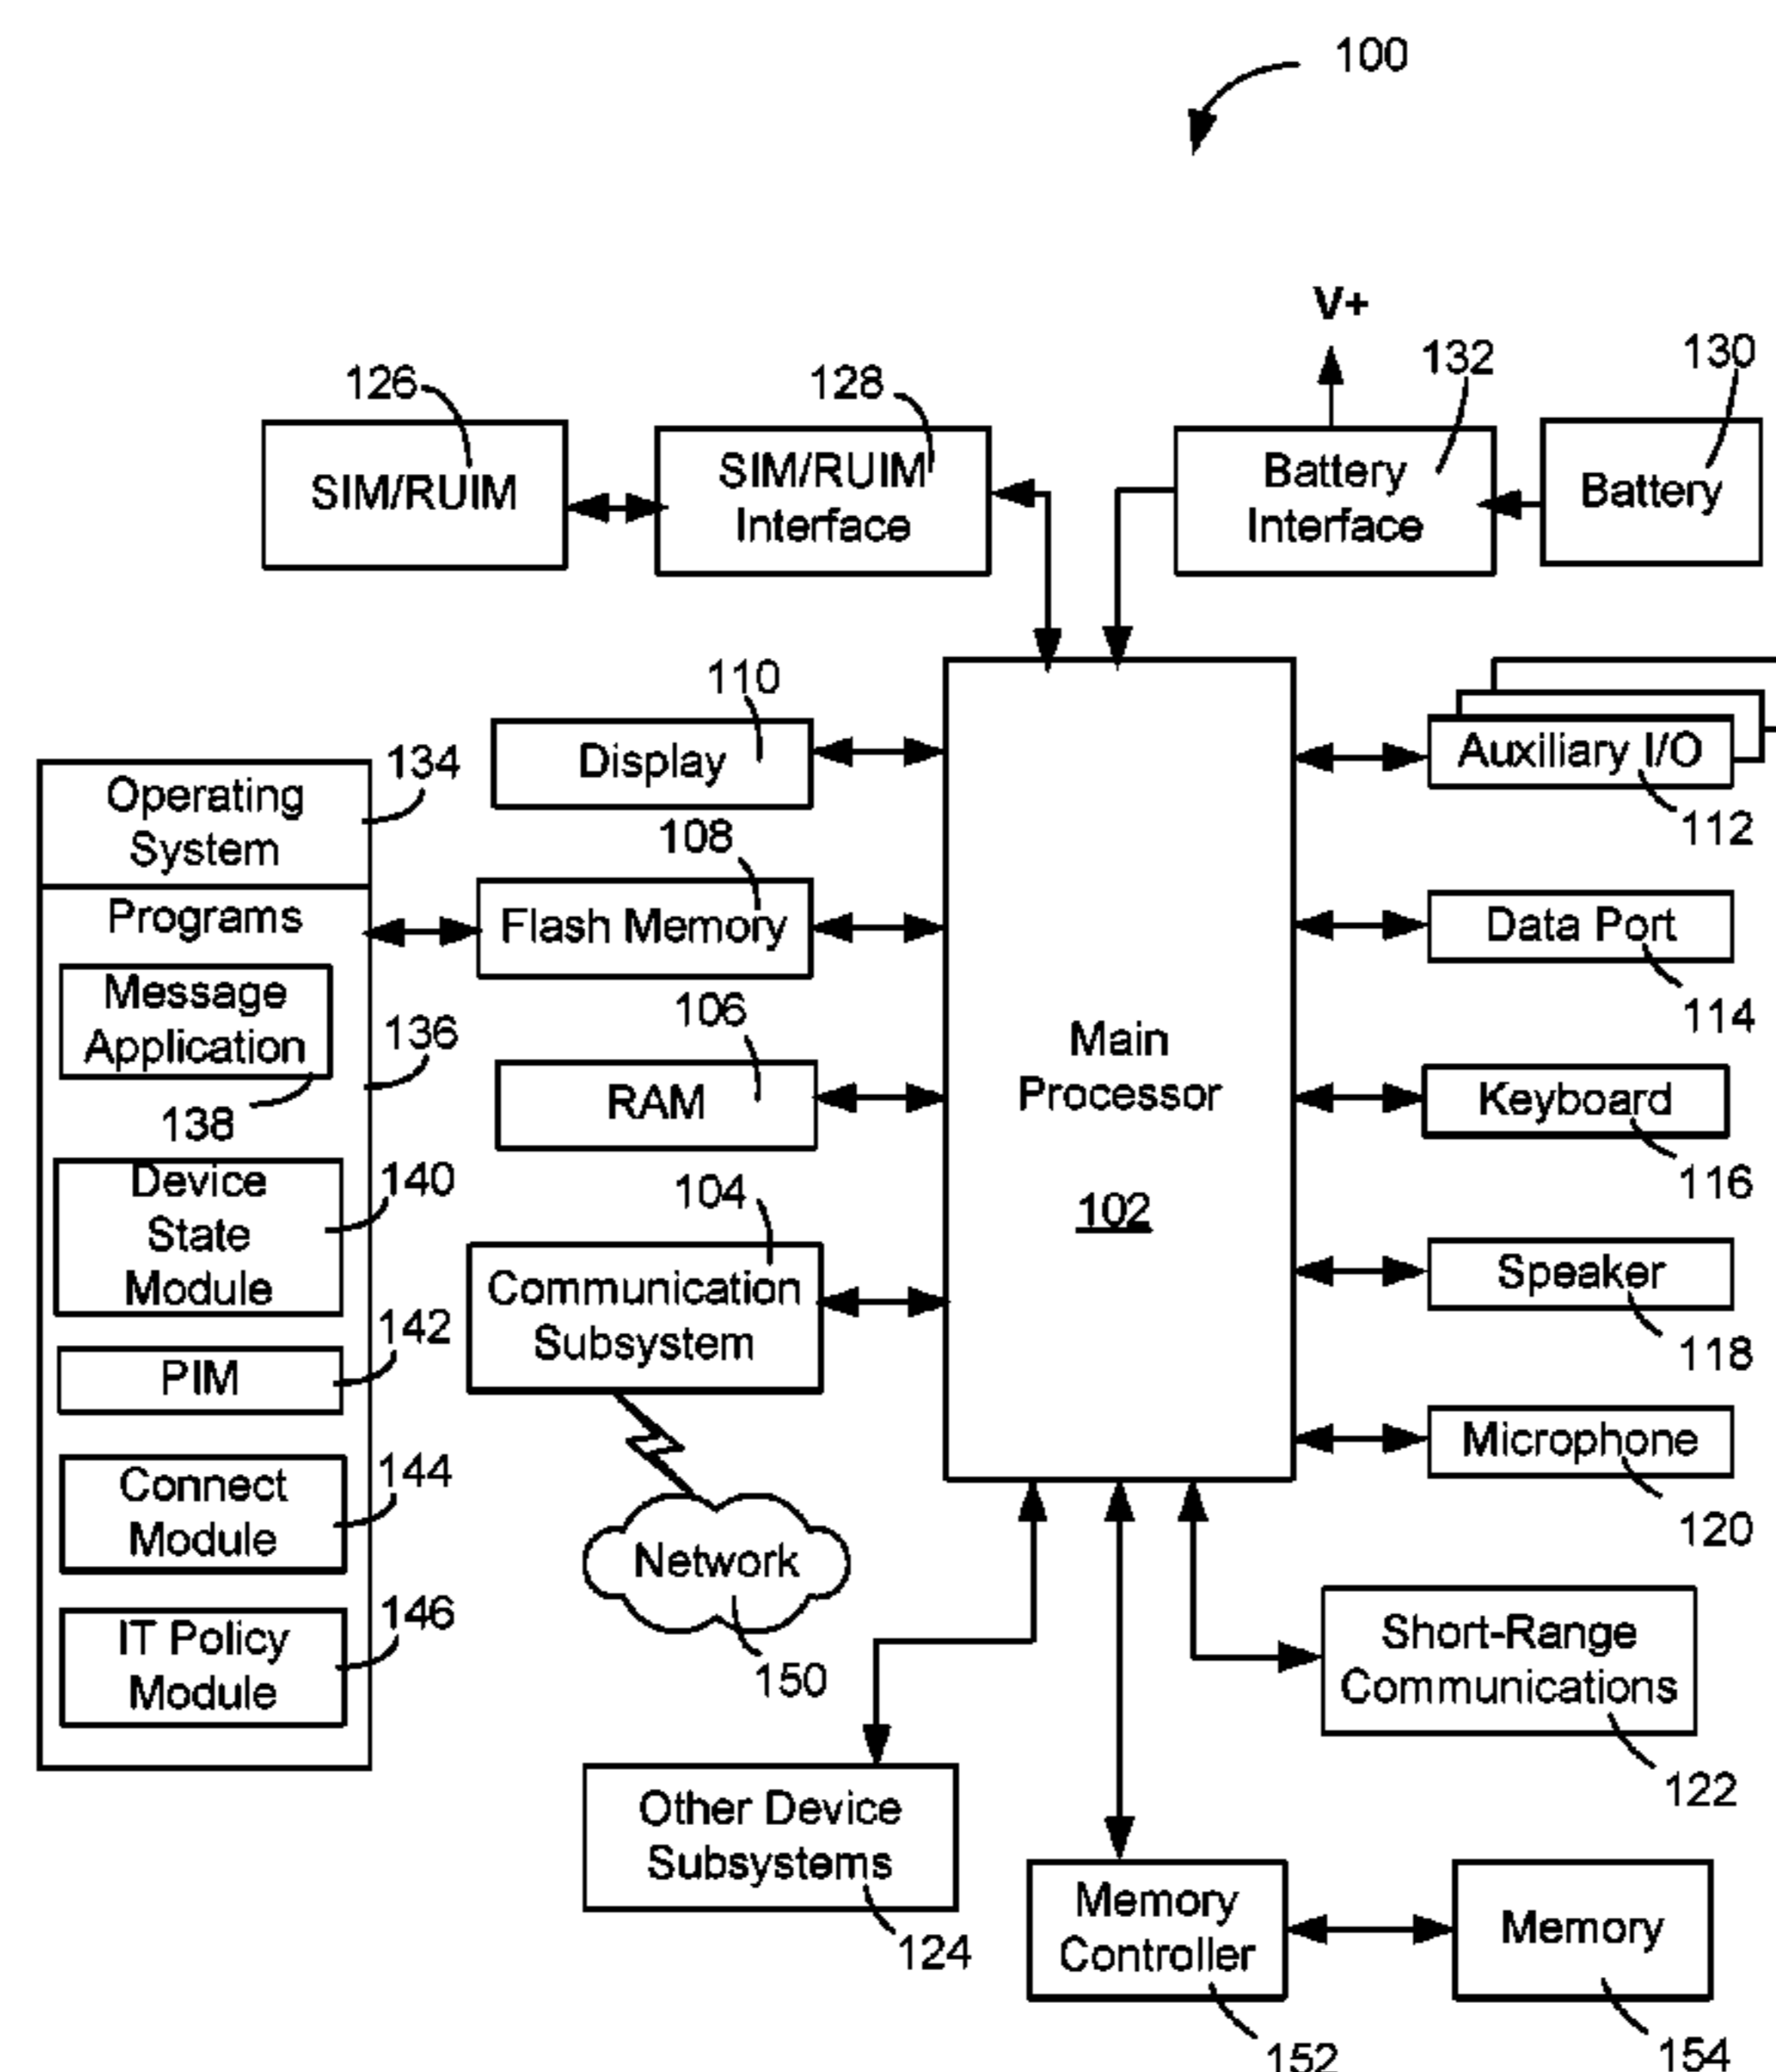 100
V+
126
128
132
130
SIM/RUIM
SIM/RUIM
Interface
Battery
Interface
Battery
110
Display
134
Operating
System
108
Flash Memory
Programs
Message
Application
138
136
106
RAM
Device
State
Module
140
104
Communication
Subsystem
PIM
142
Connect
Module
144
IT Policy
Module
146
Network
150
Main
Processor
102
Auxiliary I/O
112
Data Port
114
Keyboard
116
Speaker
118
Microphone
120
Short-Range
Communications
122
Other Device
Subsystems
124
Memory
Controller
152
Memory
154